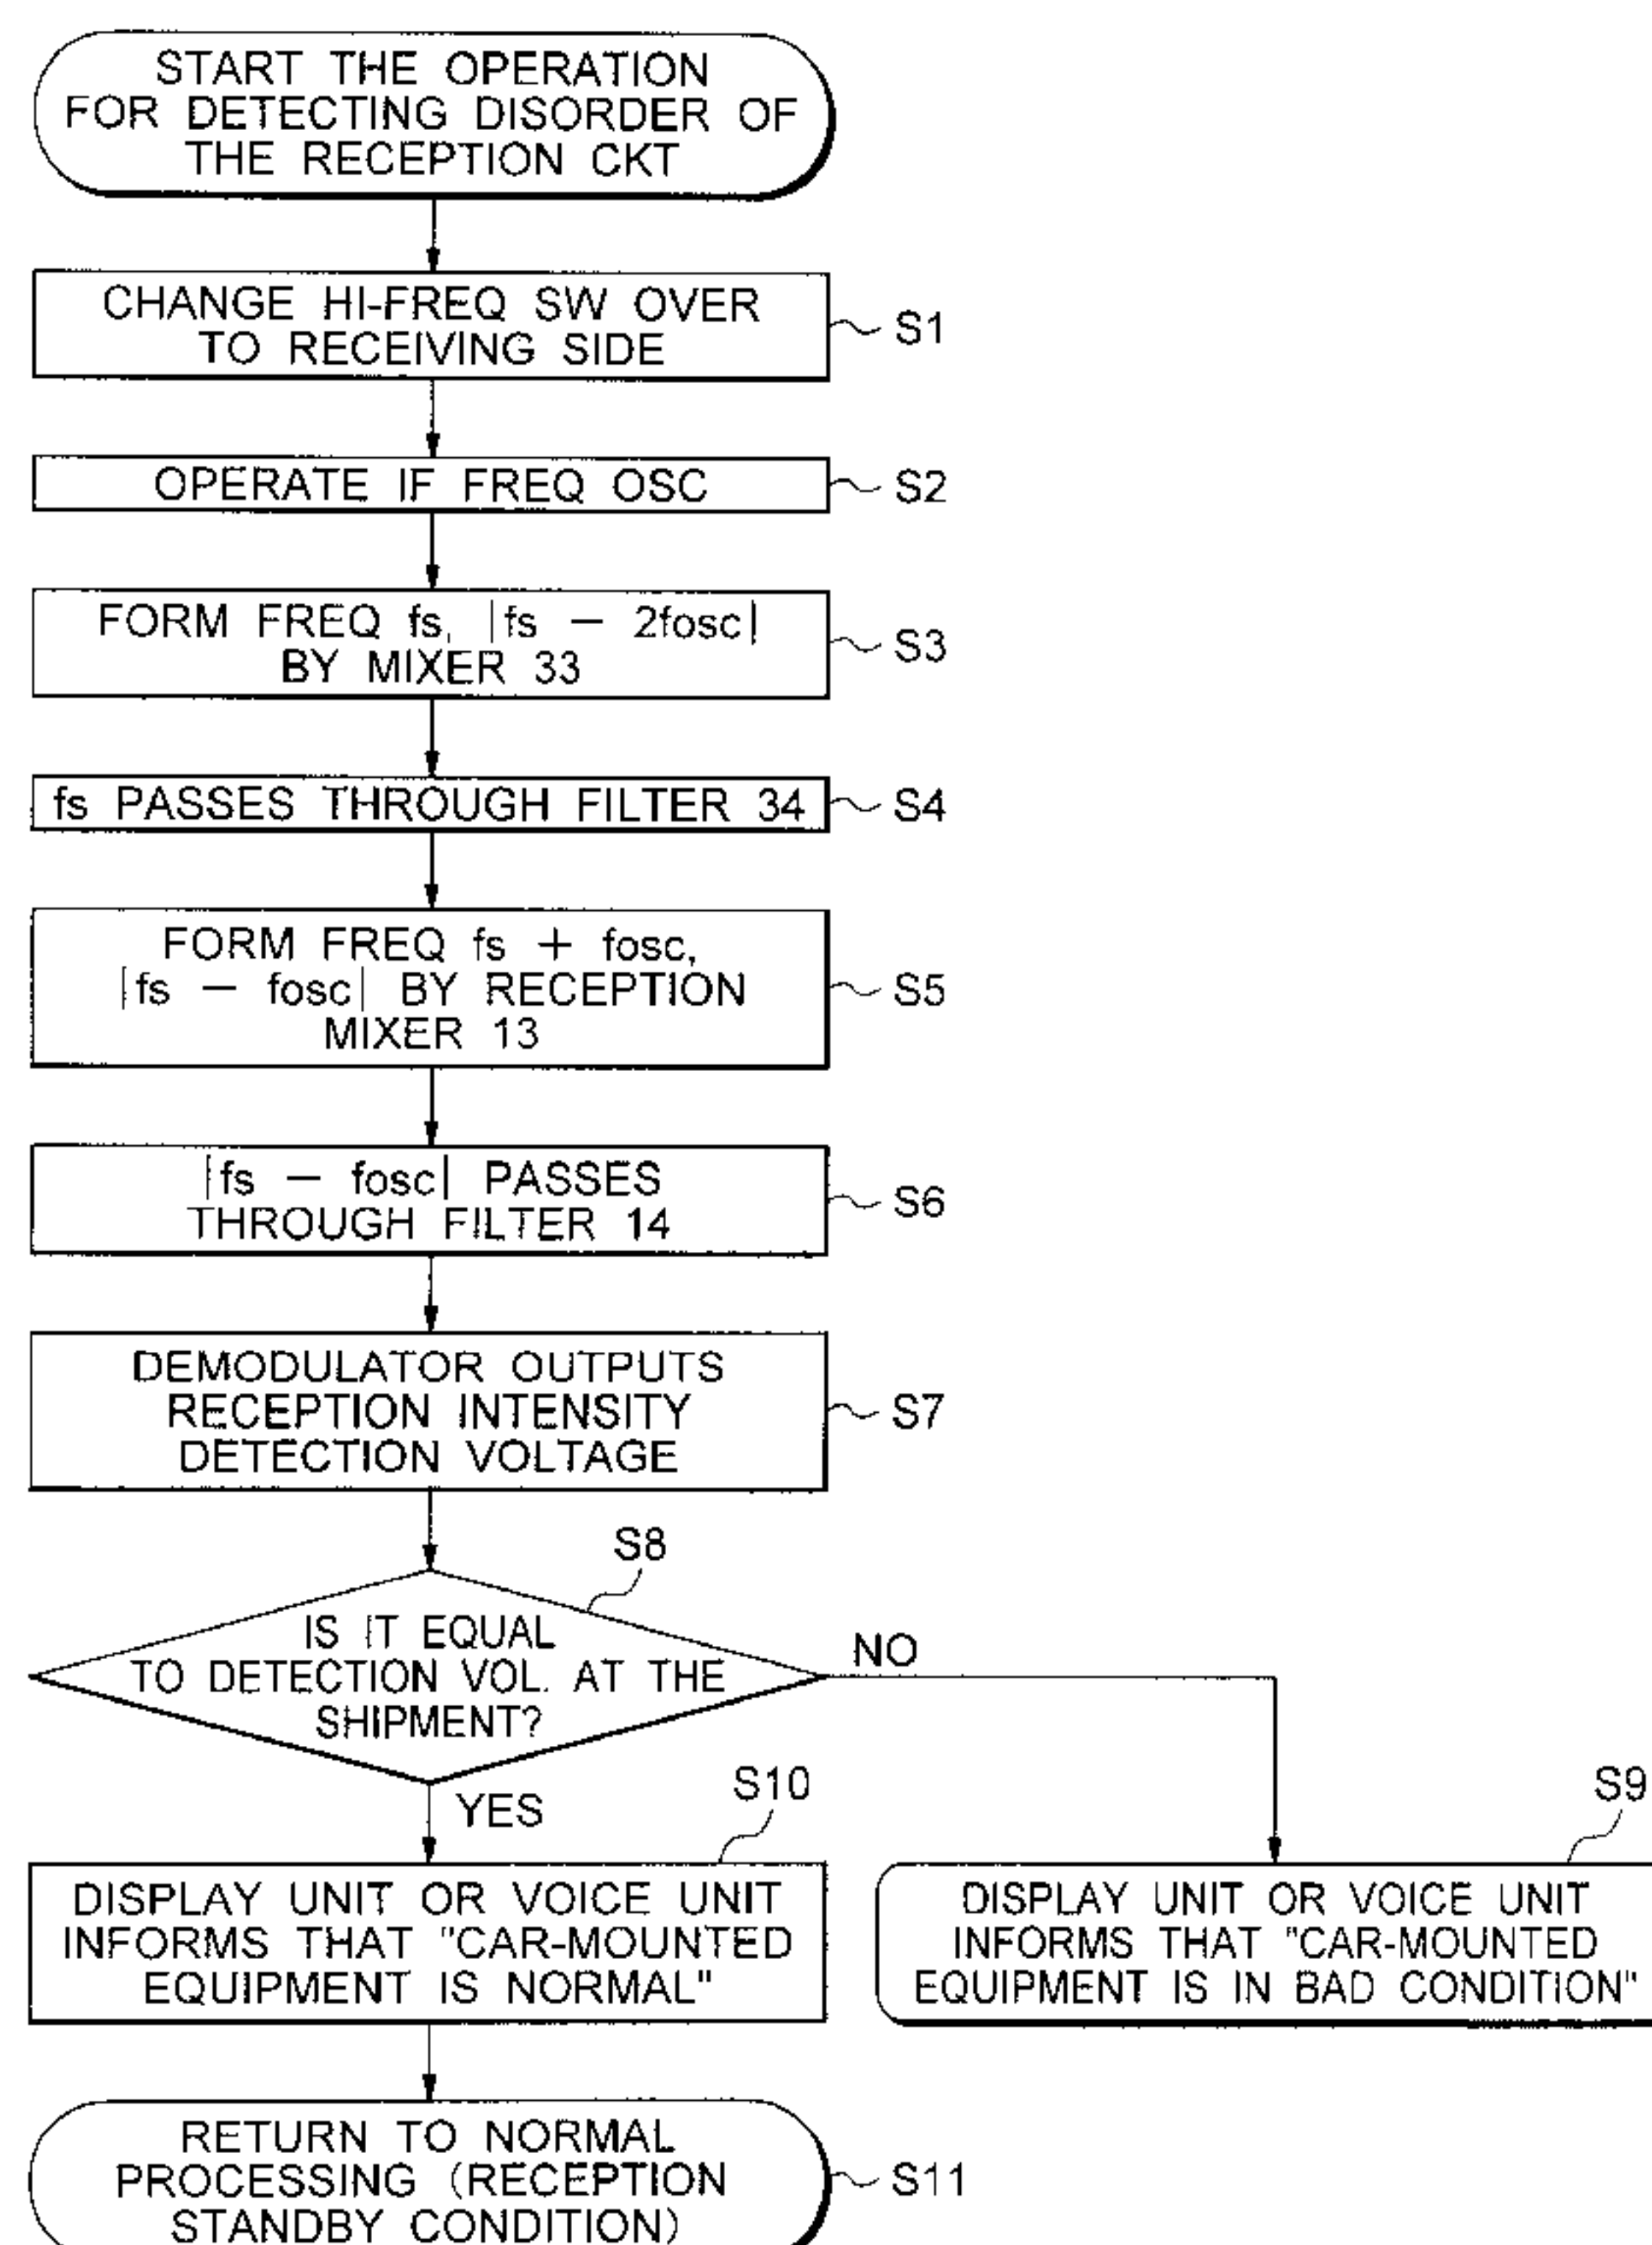 START THE OPERATION
FOR DETECTING DISORDER OF
THE RECEPTION CKT
CHANGE HI-FREQ SW OVER
TO RECEIVING SIDE
S1
OPERATE IF FREQ OSC
S2
FORM FREQ fs, |fs - 2fosc|
BY MIXER 33
S3
fs PASSES THROUGH FILTER 34
S4
FORM FREQ fs + fosc,
|fs - fosc| BY RECEPTION
MIXER 13
S5
|fs - fosc| PASSES
THROUGH FILTER 14
S6
DEMODULATOR OUTPUTS
RECEPTION INTENSITY
DETECTION VOLTAGE
S7
S8
IS IT EQUAL
TO DETECTION VOL. AT THE
SHIPMENT?
NO
YES
S10
DISPLAY UNIT OR VOICE UNIT
INFORMS THAT "CAR-MOUNTED
EQUIPMENT IS NORMAL"
S9
DISPLAY UNIT OR VOICE UNIT
INFORMS THAT "CAR-MOUNTED
EQUIPMENT IS IN BAD CONDITION"
RETURN TO NORMAL
PROCESSING (RECEPTION
STANDBY CONDITION)
S11